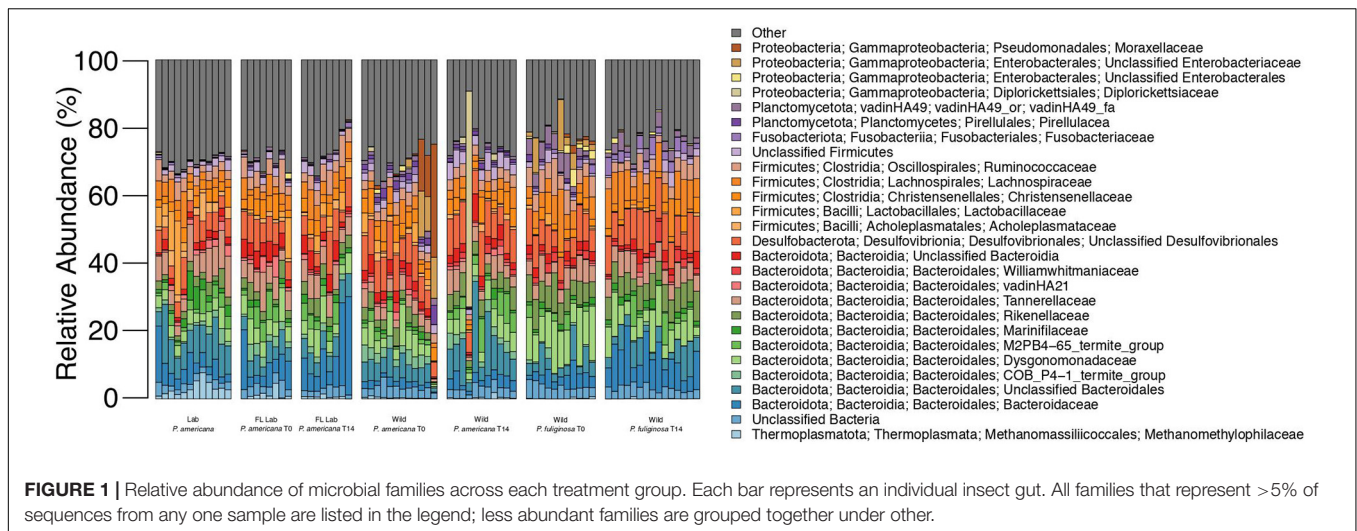 Relative Abundance (%)
100
80
60
40
20
0
Lab
P. americana
FL Lab
P. americana T0
FL Lab
P. americana T14
Wild
P. americana T0
Wild
P. americana T14
Wild
P. fuliginosa T0
Wild
P. fuliginosa T14
Other
Proteobacteria; Gammaproteobacteria; Pseudomonadales; Moraxellaceae
Proteobacteria; Gammaproteobacteria; Enterobacterales; Unclassified Enterobacteriaceae
Proteobacteria; Gammaproteobacteria; Enterobacterales; Unclassified Enterobacterales
Proteobacteria; Gammaproteobacteria; Diplorickettsiales; Diplorickettsiaceae
Planctomycetota; vadinHA49; vadinHA49_or; vadinHA49_fa
Planctomycetota; Planctomycetes; Pirellulales; Pirellulacea
Fusobacteriota; Fusobacteriia; Fusobacteriales; Fusobacteriaceae
Unclassified Firmicutes
Firmicutes; Clostridia; Oscillospirales; Ruminococcaceae
Firmicutes; Clostridia; Lachnospirales; Lachnospiraceae
Firmicutes; Clostridia; Christensenellales; Christensenellaceae
Firmicutes; Bacilli; Lactobacillales; Lactobacillaceae
Firmicutes; Bacilli; Acholeplasmatales; Acholeplasmataceae
Desulfobacterota; Desulfovibrionia; Desulfovibrionales; Unclassified Desulfovibrionales
Bacteroidota; Bacteroidia; Unclassified Bacteroidia
Bacteroidota; Bacteroidia; Bacteroidales; Williamwhitmaniaceae
Bacteroidota; Bacteroidia; Bacteroidales; vadinHA21
Bacteroidota; Bacteroidia; Bacteroidales; Tannerellaceae
Bacteroidota; Bacteroidia; Bacteroidales; Rikenellaceae
Bacteroidota; Bacteroidia; Bacteroidales; Marinifilaceae
Bacteroidota; Bacteroidia; Bacteroidales; M2PB4−65_termite_group
Bacteroidota; Bacteroidia; Bacteroidales; Dysgonomonadaceae
Bacteroidota; Bacteroidia; Bacteroidales; COB_P4−1_termite_group
Bacteroidota; Bacteroidia; Bacteroidales; Unclassified Bacteroidales
Bacteroidota; Bacteroidia; Bacteroidales; Bacteroidaceae
Unclassified Bacteria
Thermoplasmatota; Thermoplasmata; Methanomassiliicoccales; Methanomethylophilaceae
FIGURE 1 | Relative abundance of microbial families across each treatment group. Each bar represents an individual insect gut. All families that represent >5% of
sequences from any one sample are listed in the legend; less abundant families are grouped together under other.